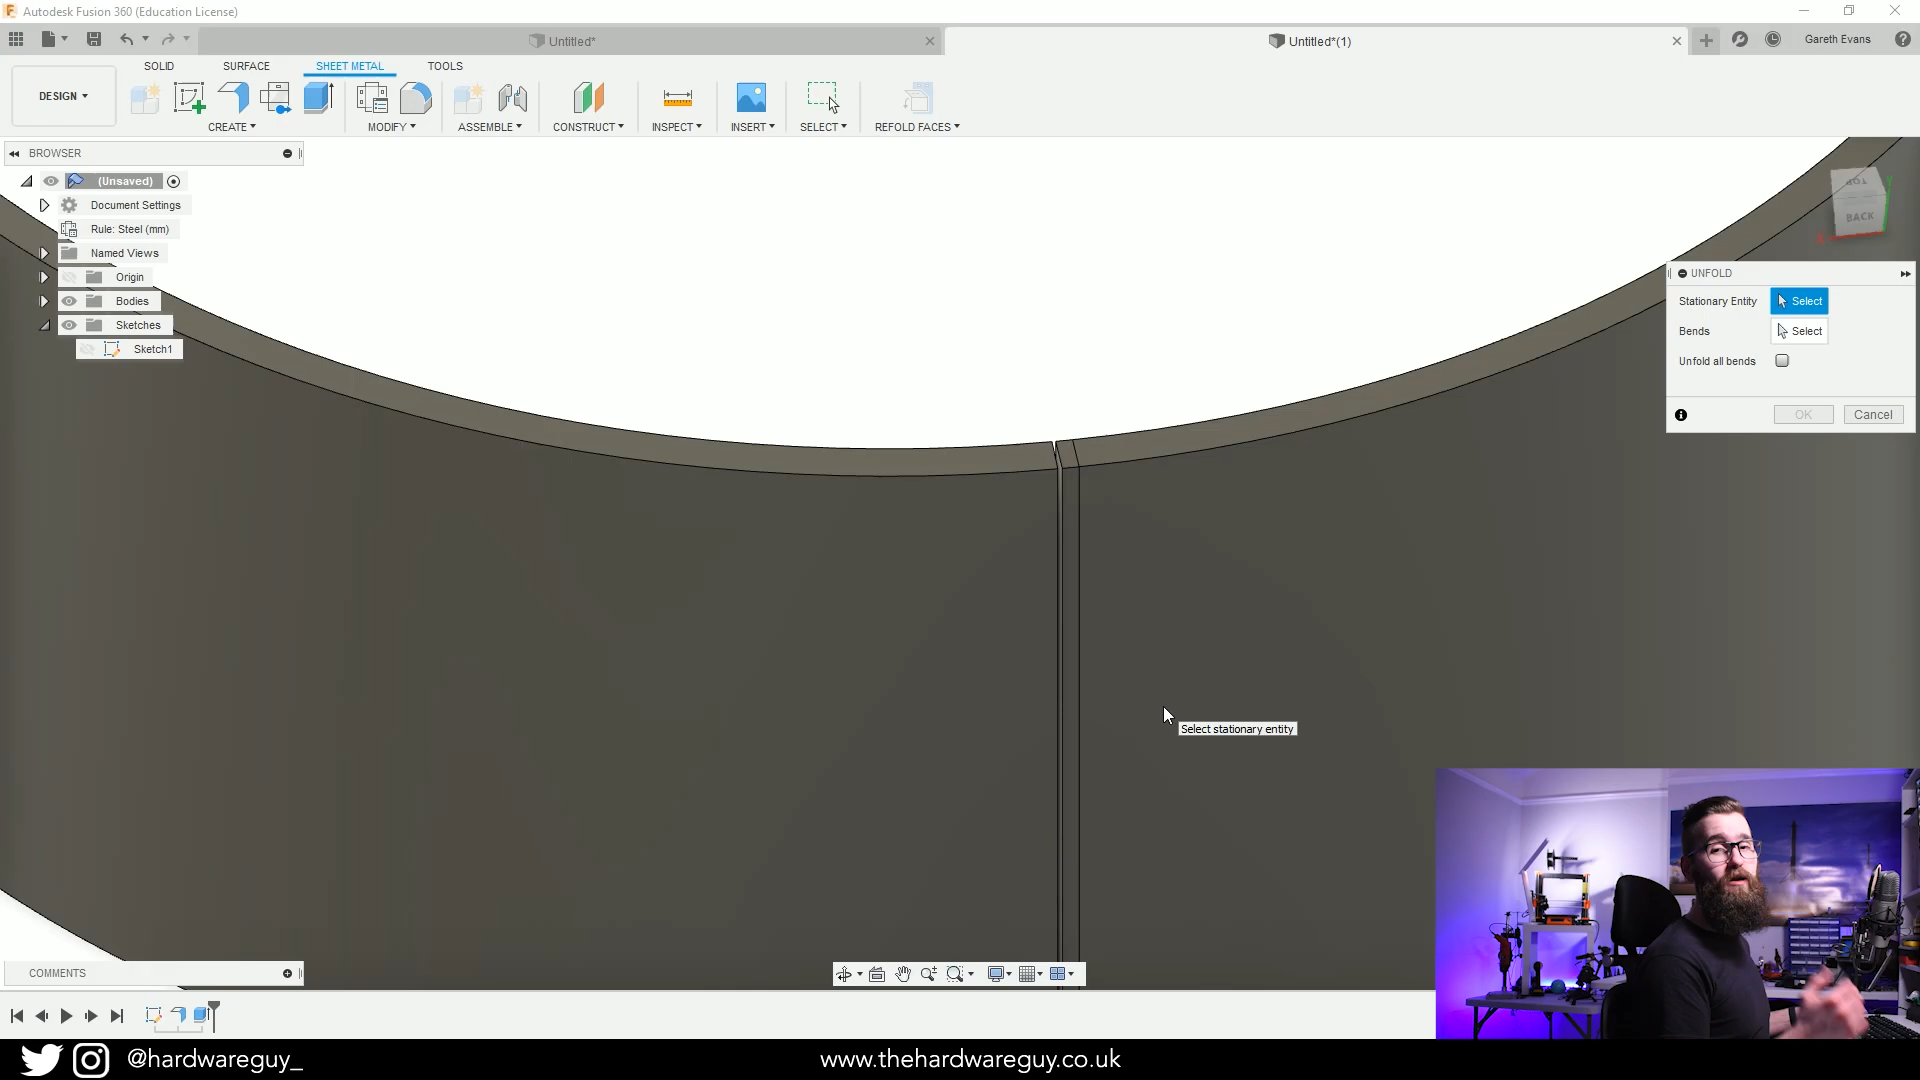 Autodesk Fusion 360 (Education License)
Untitled*
Untitled*(1)
Gareth Evans
DESIGN
SOLID
SURFACE
SHEET METAL
TOOLS
CREATE
MODIFY
ASSEMBLE
CONSTRUCT
INSPECT
INSERT
SELECT
REFOLD FACES
BROWSER
(Unsaved)
Document Settings
Rule: Steel (mm)
Named Views
Origin
Bodies
Sketches
Sketch1
TOP
BACK
UNFOLD
Stationary Entity
Select
Bends
Select
Unfold all bends
OK
Cancel
Select stationary entity
COMMENTS
@hardwareguy_
www.thehardwareguy.co.uk